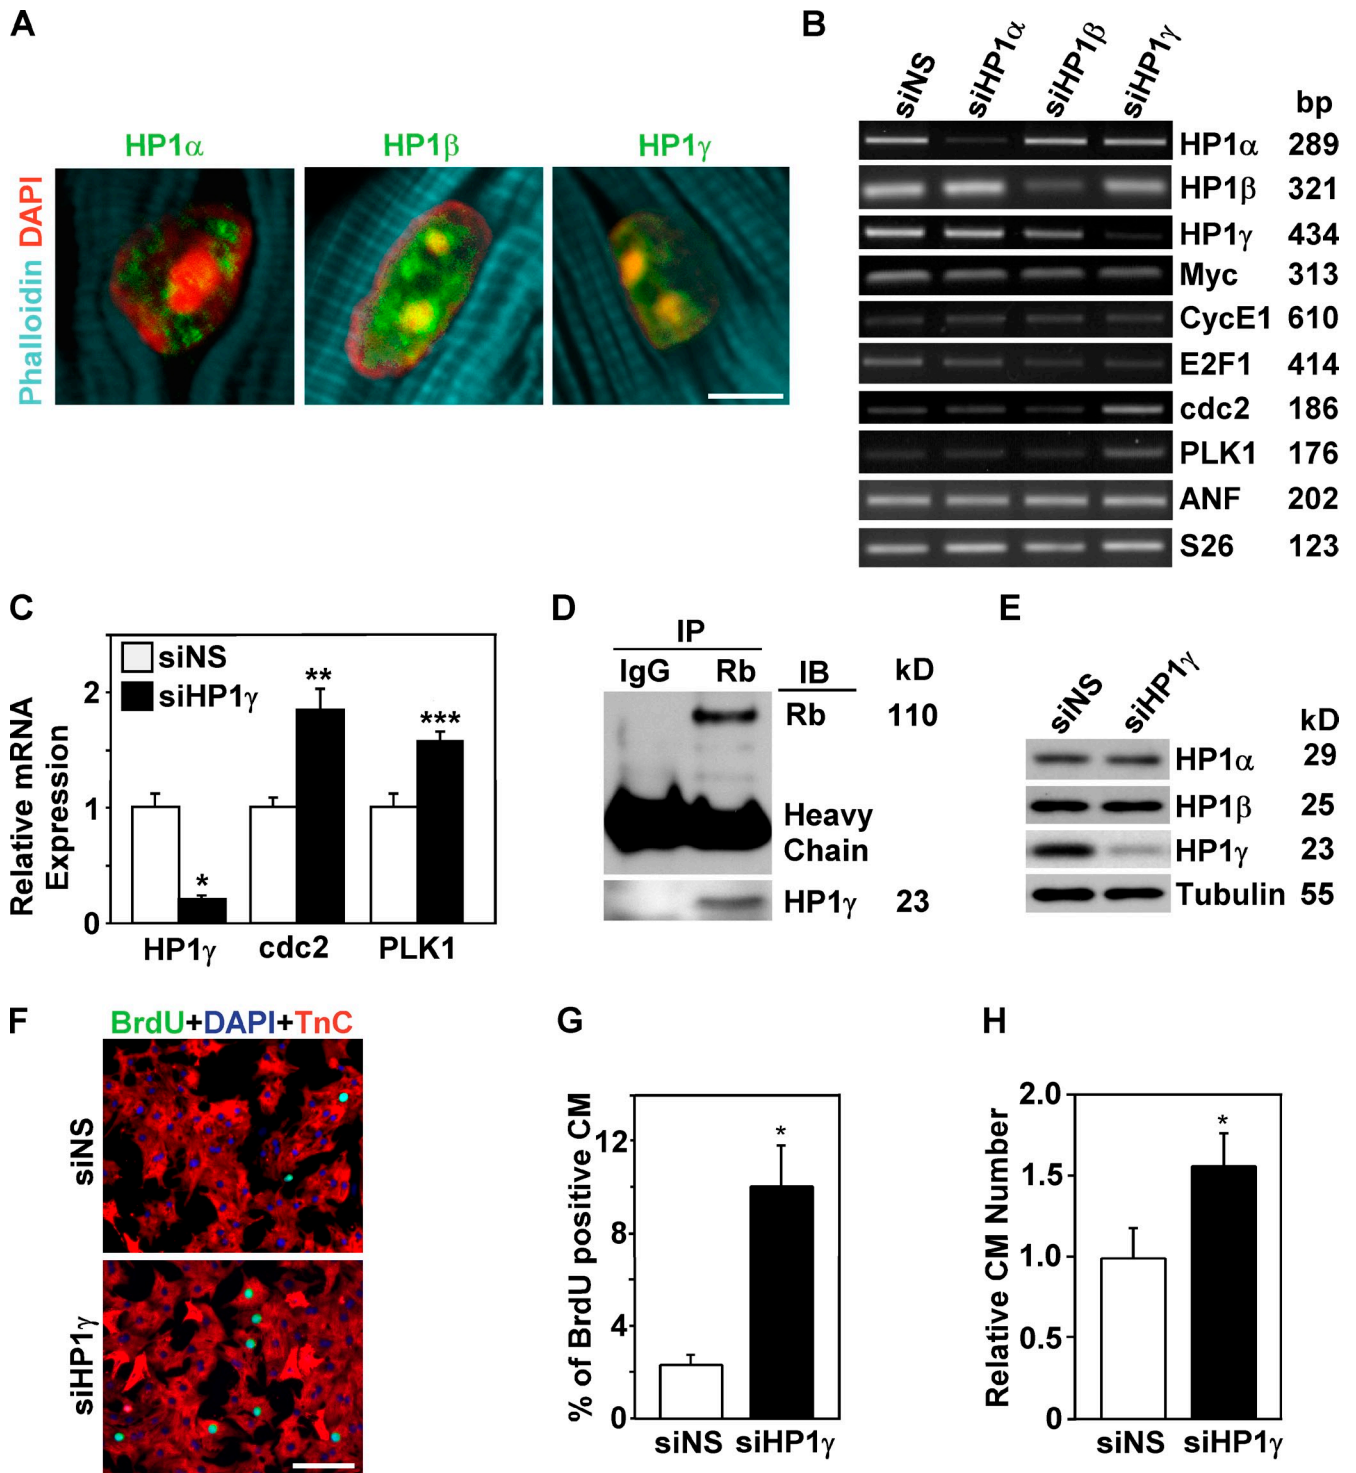 A
HP1α HP1β HP1γ
Phalloidin DAPI
B
siNS siHP1α siHP1β siHP1γ
bp
HP1α 289
HP1β 321
HP1γ 434
Myc 313
CycE1 610
E2F1 414
cdc2 186
PLK1 176
ANF 202
S26 123
C
Relative mRNA
Expression
siNS
siHP1γ
2
1
0
*
**
***
HP1γ cdc2 PLK1
D
IP
IgG Rb IB kD
Rb 110
Heavy
Chain
HP1γ 23
E
siNS siHP1γ
kD
HP1α 29
HP1β 25
HP1γ 23
Tubulin 55
F
BrdU+DAPI+TnC
siNS
siHP1γ
G
% of BrdU positive CM
12
8
4
0
*
siNS siHP1γ
H
Relative CM Number
2.0
1.5
1.0
0.5
0
*
siNS siHP1γ